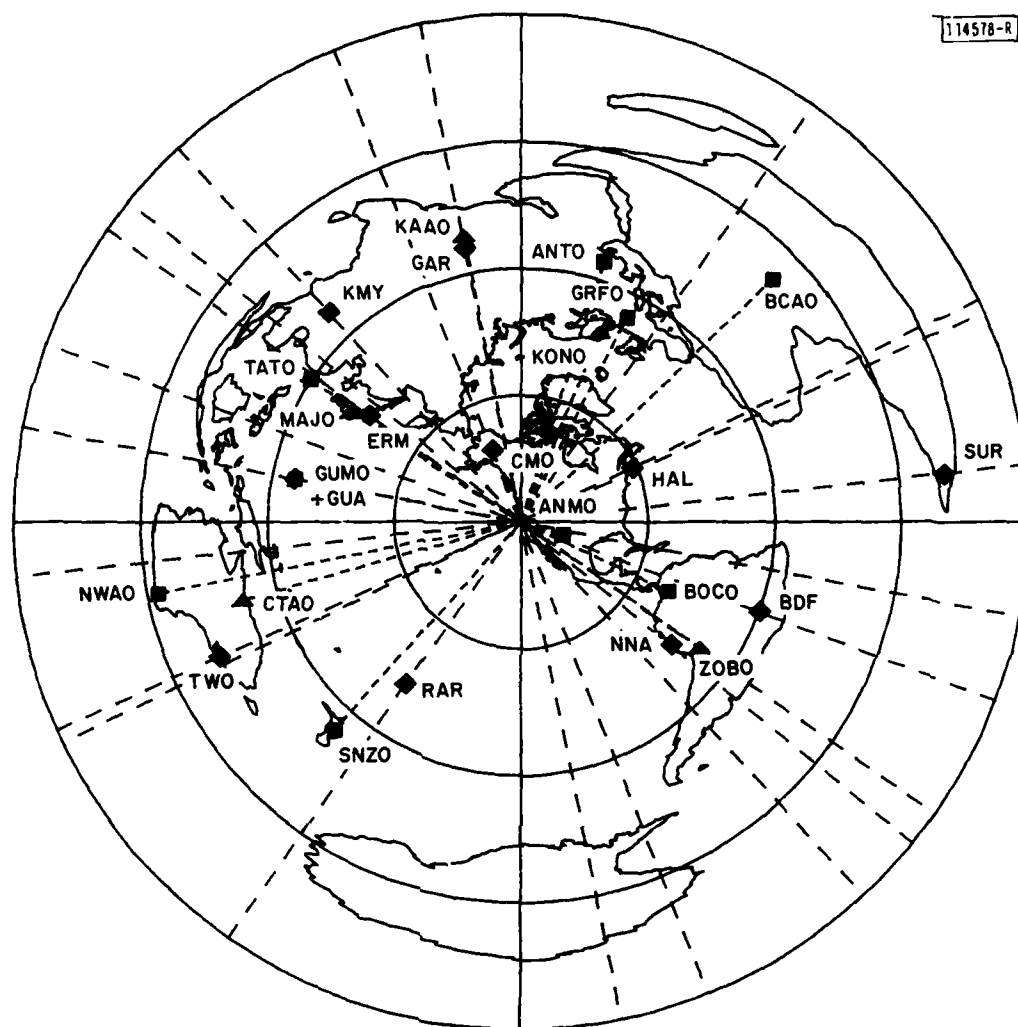 114578-R
KAAO
GAR
ANTO
GRFO
BCAO
KMY
KONO
TATO
MAJO
ERM
CMO
HAL
SUR
GUMO
+GUA
ANMO
NWAO
CTAO
BOCO
BDF
NNA
ZOBO
TWO
RAR
SNZO